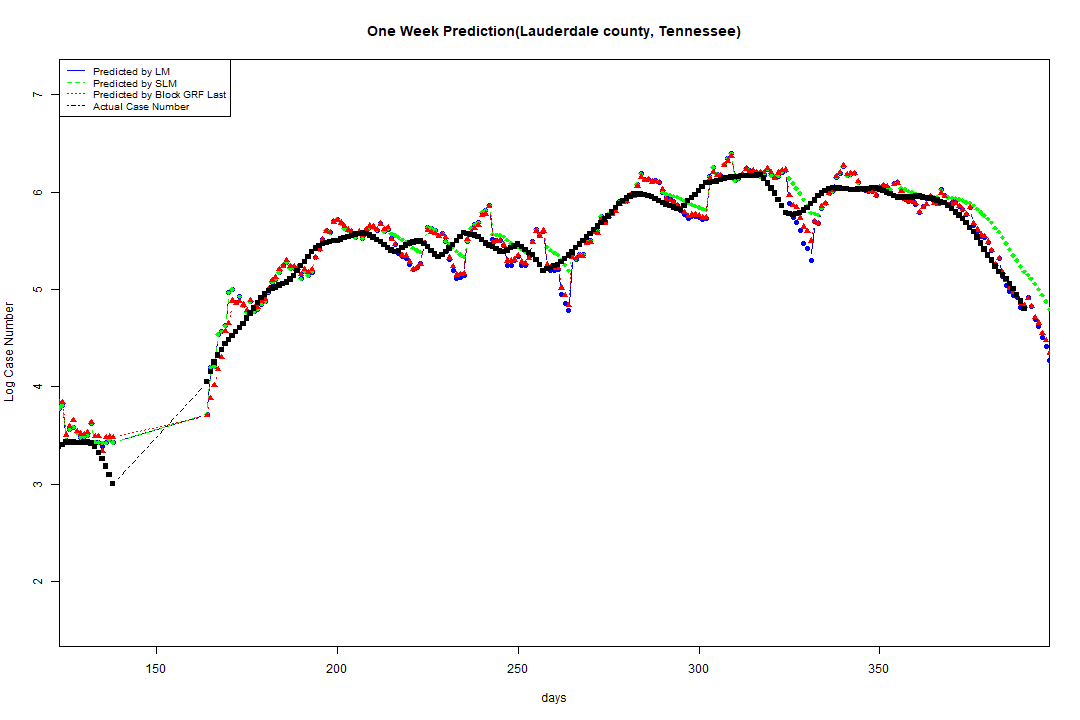 One Week Prediction(Lauderdale county, Tennessee)
Predicted by LM
Predicted by SLM
Predicted by Block GRF Last
Actual Case Number
7
6
5
4
3
2
Log Case Number
150 200 250 300 350
days